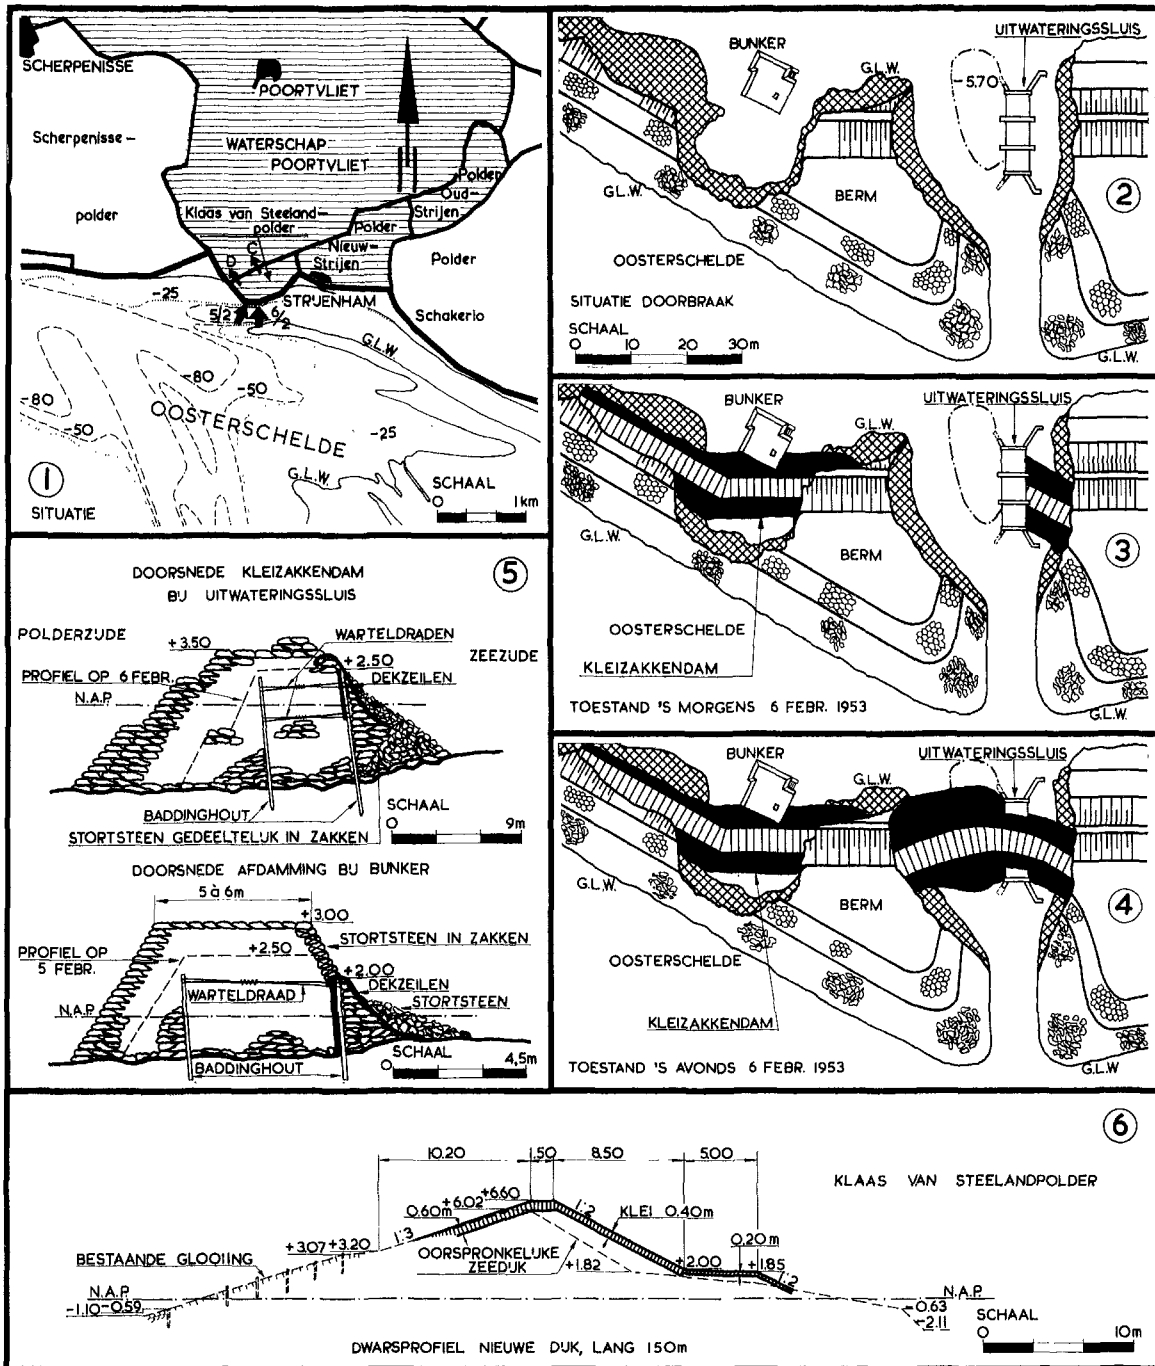 SCHERPENISSE
POORTVLIET
Scherpenisse-
polder
WATERSCHAP
POORTVLIET
Polder
Oud-
Strijen
Klaas van Steeland-
polder
Polder
Nieuw-
Strijen
Polder
Schakerlo
D
C
STRIJENHAM
5/2
6/2
-25
G.L.W.
-80
-50
-80
-50
-25
OOSTERSCHELDE
G.L.W.
1
SITUATIE
SCHAAL
0 1km
BUNKER
G.L.W.
UITWATERINGSSLUIS
-5.70
2
G.L.W.
BERM
OOSTERSCHELDE
SITUATIE DOORBRAAK
SCHAAL
0 10 20 30m
G.L.W.
BUNKER
G.L.W.
UITWATERINGSSLUIS
3
G.L.W.
BERM
OOSTERSCHELDE
KLEIZAKKENDAM
TOESTAND 'S MORGENS 6 FEBR. 1953
G.L.W.
BUNKER
G.L.W.
UITWATERINGSSLUIS
4
G.L.W.
BERM
OOSTERSCHELDE
KLEIZAKKENDAM
TOESTAND 'S AVONDS 6 FEBR. 1953
G.L.W
5
DOORSNEDE KLEIZAKKENDAM
BIJ UITWATERINGSSLUIS
POLDERZIJDE
+3.50
WARTELDRADEN
ZEEZIJDE
+2.50
PROFIEL OP 6 FEBR.
DEKZEILEN
N.A.P.
BADDINGHOUT
STORTSTEEN GEDEELTELIJK IN ZAKKEN
SCHAAL
0 9m
DOORSNEDE AFDAMMING BIJ BUNKER
5 à 6m
+3.00
STORTSTEEN IN ZAKKEN
PROFIEL OP
5 FEBR.
+2.50
+2.00
DEKZEILEN
WARTELDRAAD
STORTSTEEN
N.A.P.
BADDINGHOUT
SCHAAL
0 4,5m
6
10.20 1.50 8.50 5.00
KLAAS VAN STEELANDPOLDER
+6.60
+6.02
0.60m
1:2
KLEI 0.40m
1:3
0.20m
+3.07 +3.20
OORSPRONKELIJKE
ZEEDIJK
BESTAANDE GLOOIING
+1.82
+2.00
+1.85
1:2
N.A.P.
N.A.P.
-1.10 -0.59
-0.63
-2.11
SCHAAL
0 10m
DWARSPROFIEL NIEUWE DIJK, LANG 150m